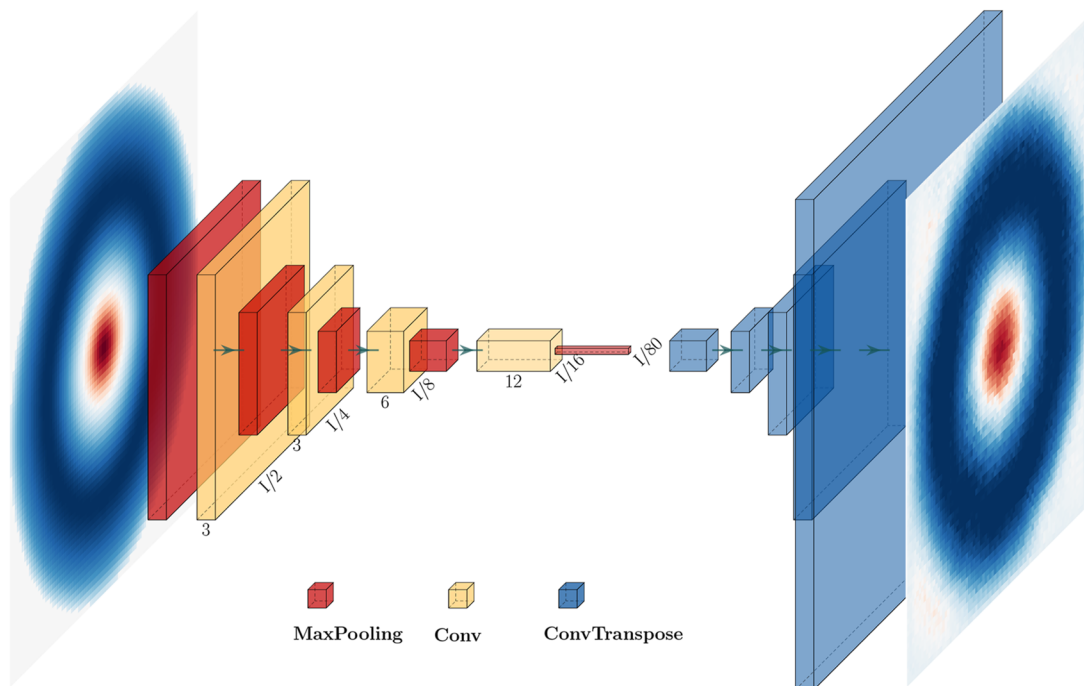 3
I/2
3
I/4
6
I/8
12
I/16
I/80
MaxPooling
Conv
ConvTranspose